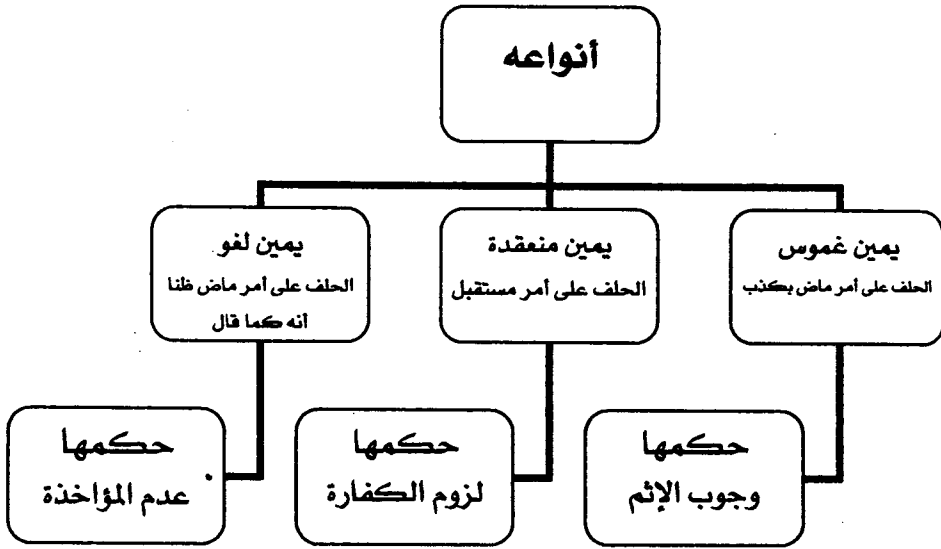 أنواعه
يمين غموس
الحلف على أمر ماض بكذب
يمين منعقدة
الحلف على أمر مستقبل
يمين لغو
الحلف على أمر ماض ظنا
أنه كما قال
حكمها
وجوب الإثم
حكمها
لزوم الكفارة
حكمها
عدم المؤاخذة